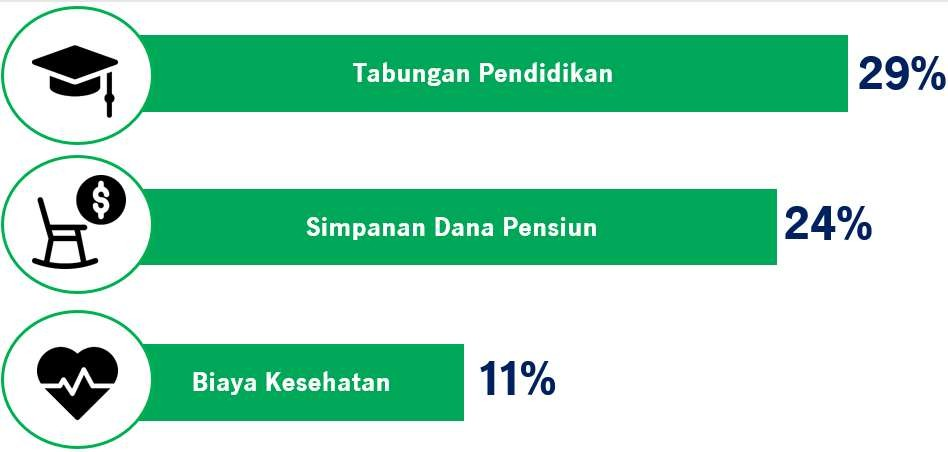 Tabungan Pendidikan
29%
$
Simpanan Dana Pensiun
24%
Biaya Kesehatan
11%